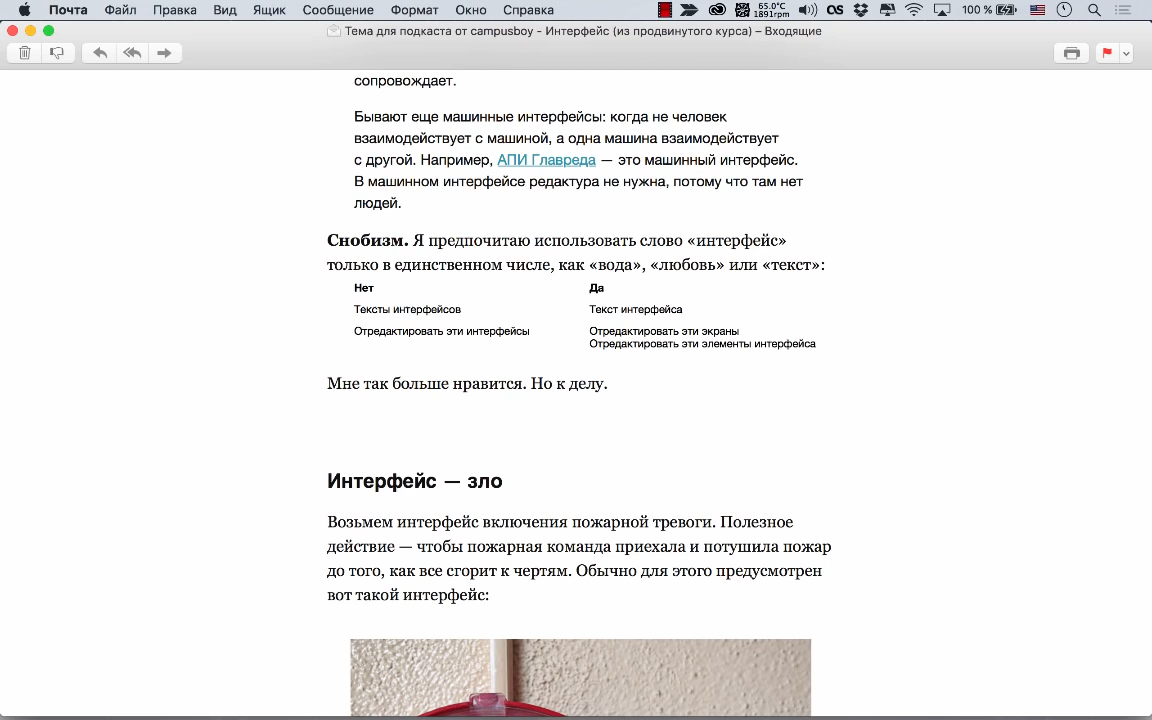 Почта Файл Правка Вид Ящик Сообщение Формат Окно Справка 65.0°C 1891rpm 100 %
Тема для подкаста от campusboy - Интерфейс (из продвинутого курса) – Входящие
сопровождает.
Бывают еще машинные интерфейсы: когда не человек
взаимодействует с машиной, а одна машина взаимодействует
с другой. Например, АПИ Главреда — это машинный интерфейс.
В машинном интерфейсе редактура не нужна, потому что там нет
людей.
Снобизм. Я предпочитаю использовать слово «интерфейс»
только в единственном числе, как «вода», «любовь» или «текст»:
Нет Да
Тексты интерфейсов Текст интерфейса
Отредактировать эти интерфейсы Отредактировать эти экраны
Отредактировать эти элементы интерфейса
Мне так больше нравится. Но к делу.
Интерфейс — зло
Возьмем интерфейс включения пожарной тревоги. Полезное
действие — чтобы пожарная команда приехала и потушила пожар
до того, как все сгорит к чертям. Обычно для этого предусмотрен
вот такой интерфейс: